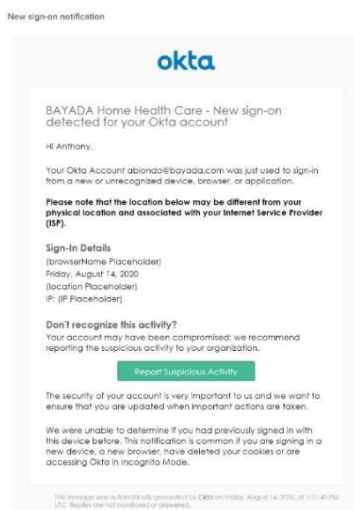 New sign-on notification
okta
BAYADA Home Health Care - New sign-on
detected for your Okta account
Hi Anthony,
Your Okta Account abiondo@bayada.com was just used to sign-in
from a new or unrecognized device, browser, or application.
Please note that the location below may be different from your
physical location and associated with your Internet Service Provider
(ISP).
Sign-In Details
(browserName Placeholder)
Friday, August 14, 2020
(location Placeholder)
IP: (IP Placeholder)
Don't recognize this activity?
Your account may have been compromised; we recommend
reporting the suspicious activity to your organization.
Report Suspicious Activity
The security of your account is very important to us and we want to
ensure that you are updated when important actions are taken.
We were unable to determine if you had previously signed in with
this device before. This notification is common if you are signing in a
new device, a new browser, have deleted your cookies or are
accessing Okta in Incognito Mode.
This message was automatically generated by Okta on Friday, August 14, 2020, at PM
UTC. Replies are not monitored or answered.